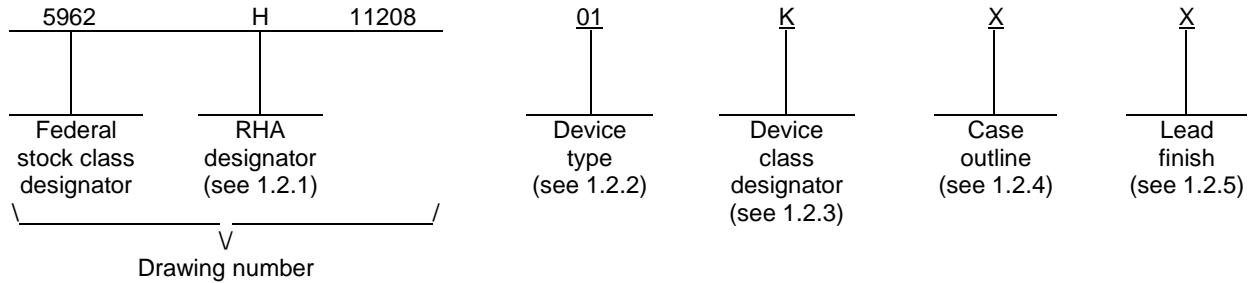 5962 H 11208 01 K X X
Federal RHA Device Device Case Lead
stock class designator type class outline finish
designator (see 1.2.1) (see 1.2.2) designator (see 1.2.4) (see 1.2.5)
(see 1.2.3)
Drawing number